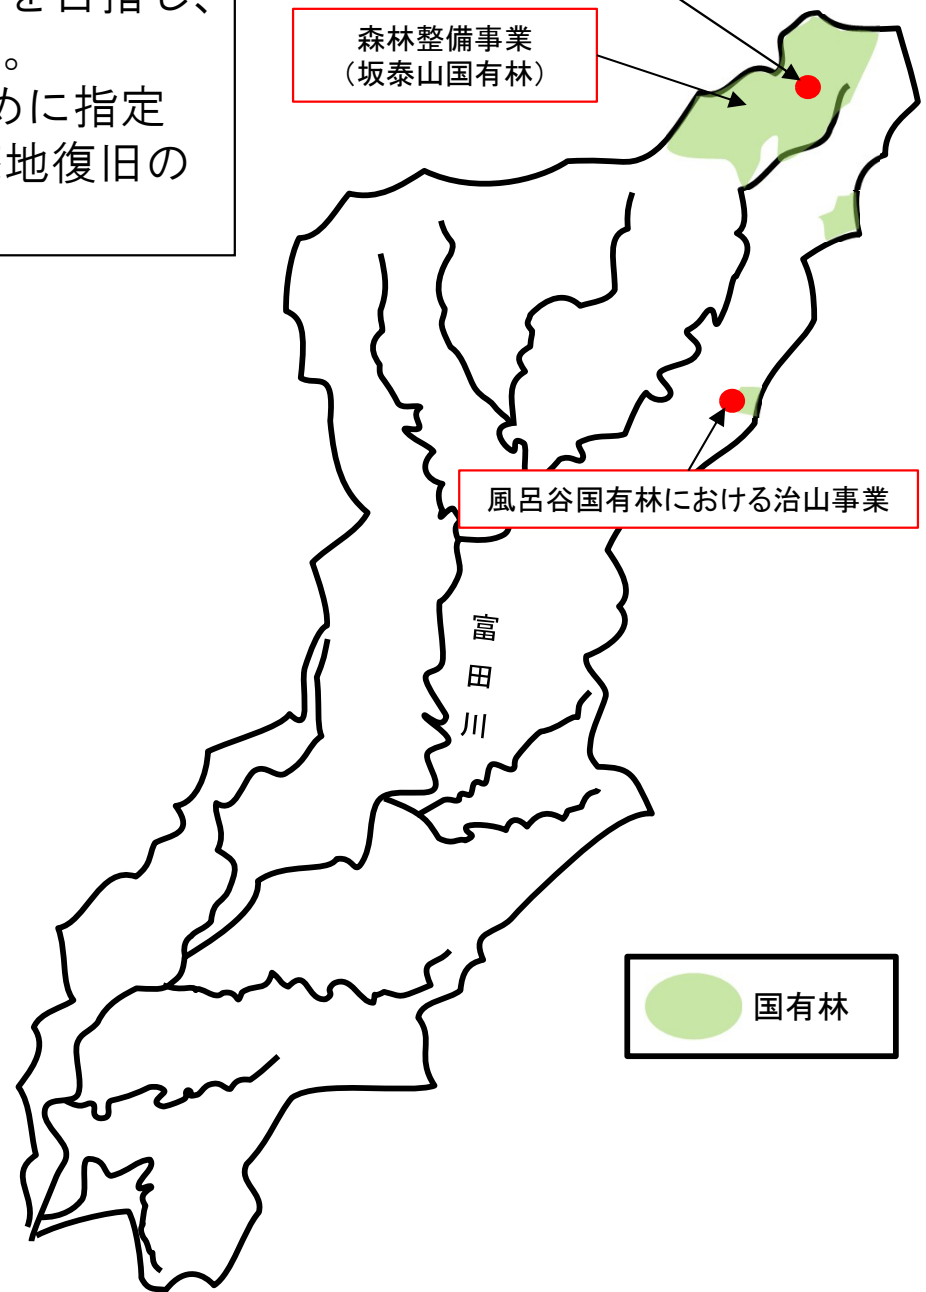 を目指し、
。
めに指定
地復旧の
森林整備事業
（坂泰山国有林）
風呂谷国有林における治山事業
富
田
川
国有林